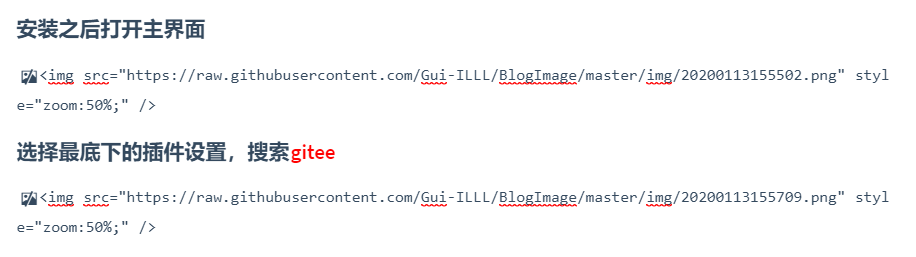 安装之后打开主界面
<img src="https://raw.githubusercontent.com/Gui-ILLL/BlogImage/master/img/20200113155502.png" styl
e="zoom:50%;" />
选择最底下的插件设置，搜索gitee
<img src="https://raw.githubusercontent.com/Gui-ILLL/BlogImage/master/img/20200113155709.png" styl
e="zoom:50%;" />